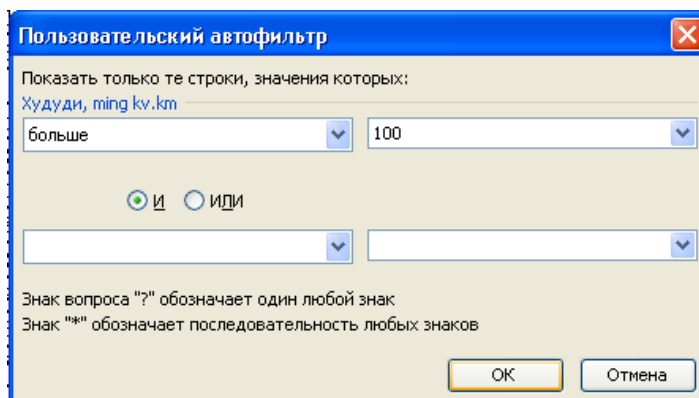 Пользовательский автофильтр
Показать только те строки, значения которых:
Худуди, ming kv.km
больше 100
И ИЛИ
Знак вопроса "?" обозначает один любой знак
Знак "*" обозначает последовательность любых знаков
ОК Отмена